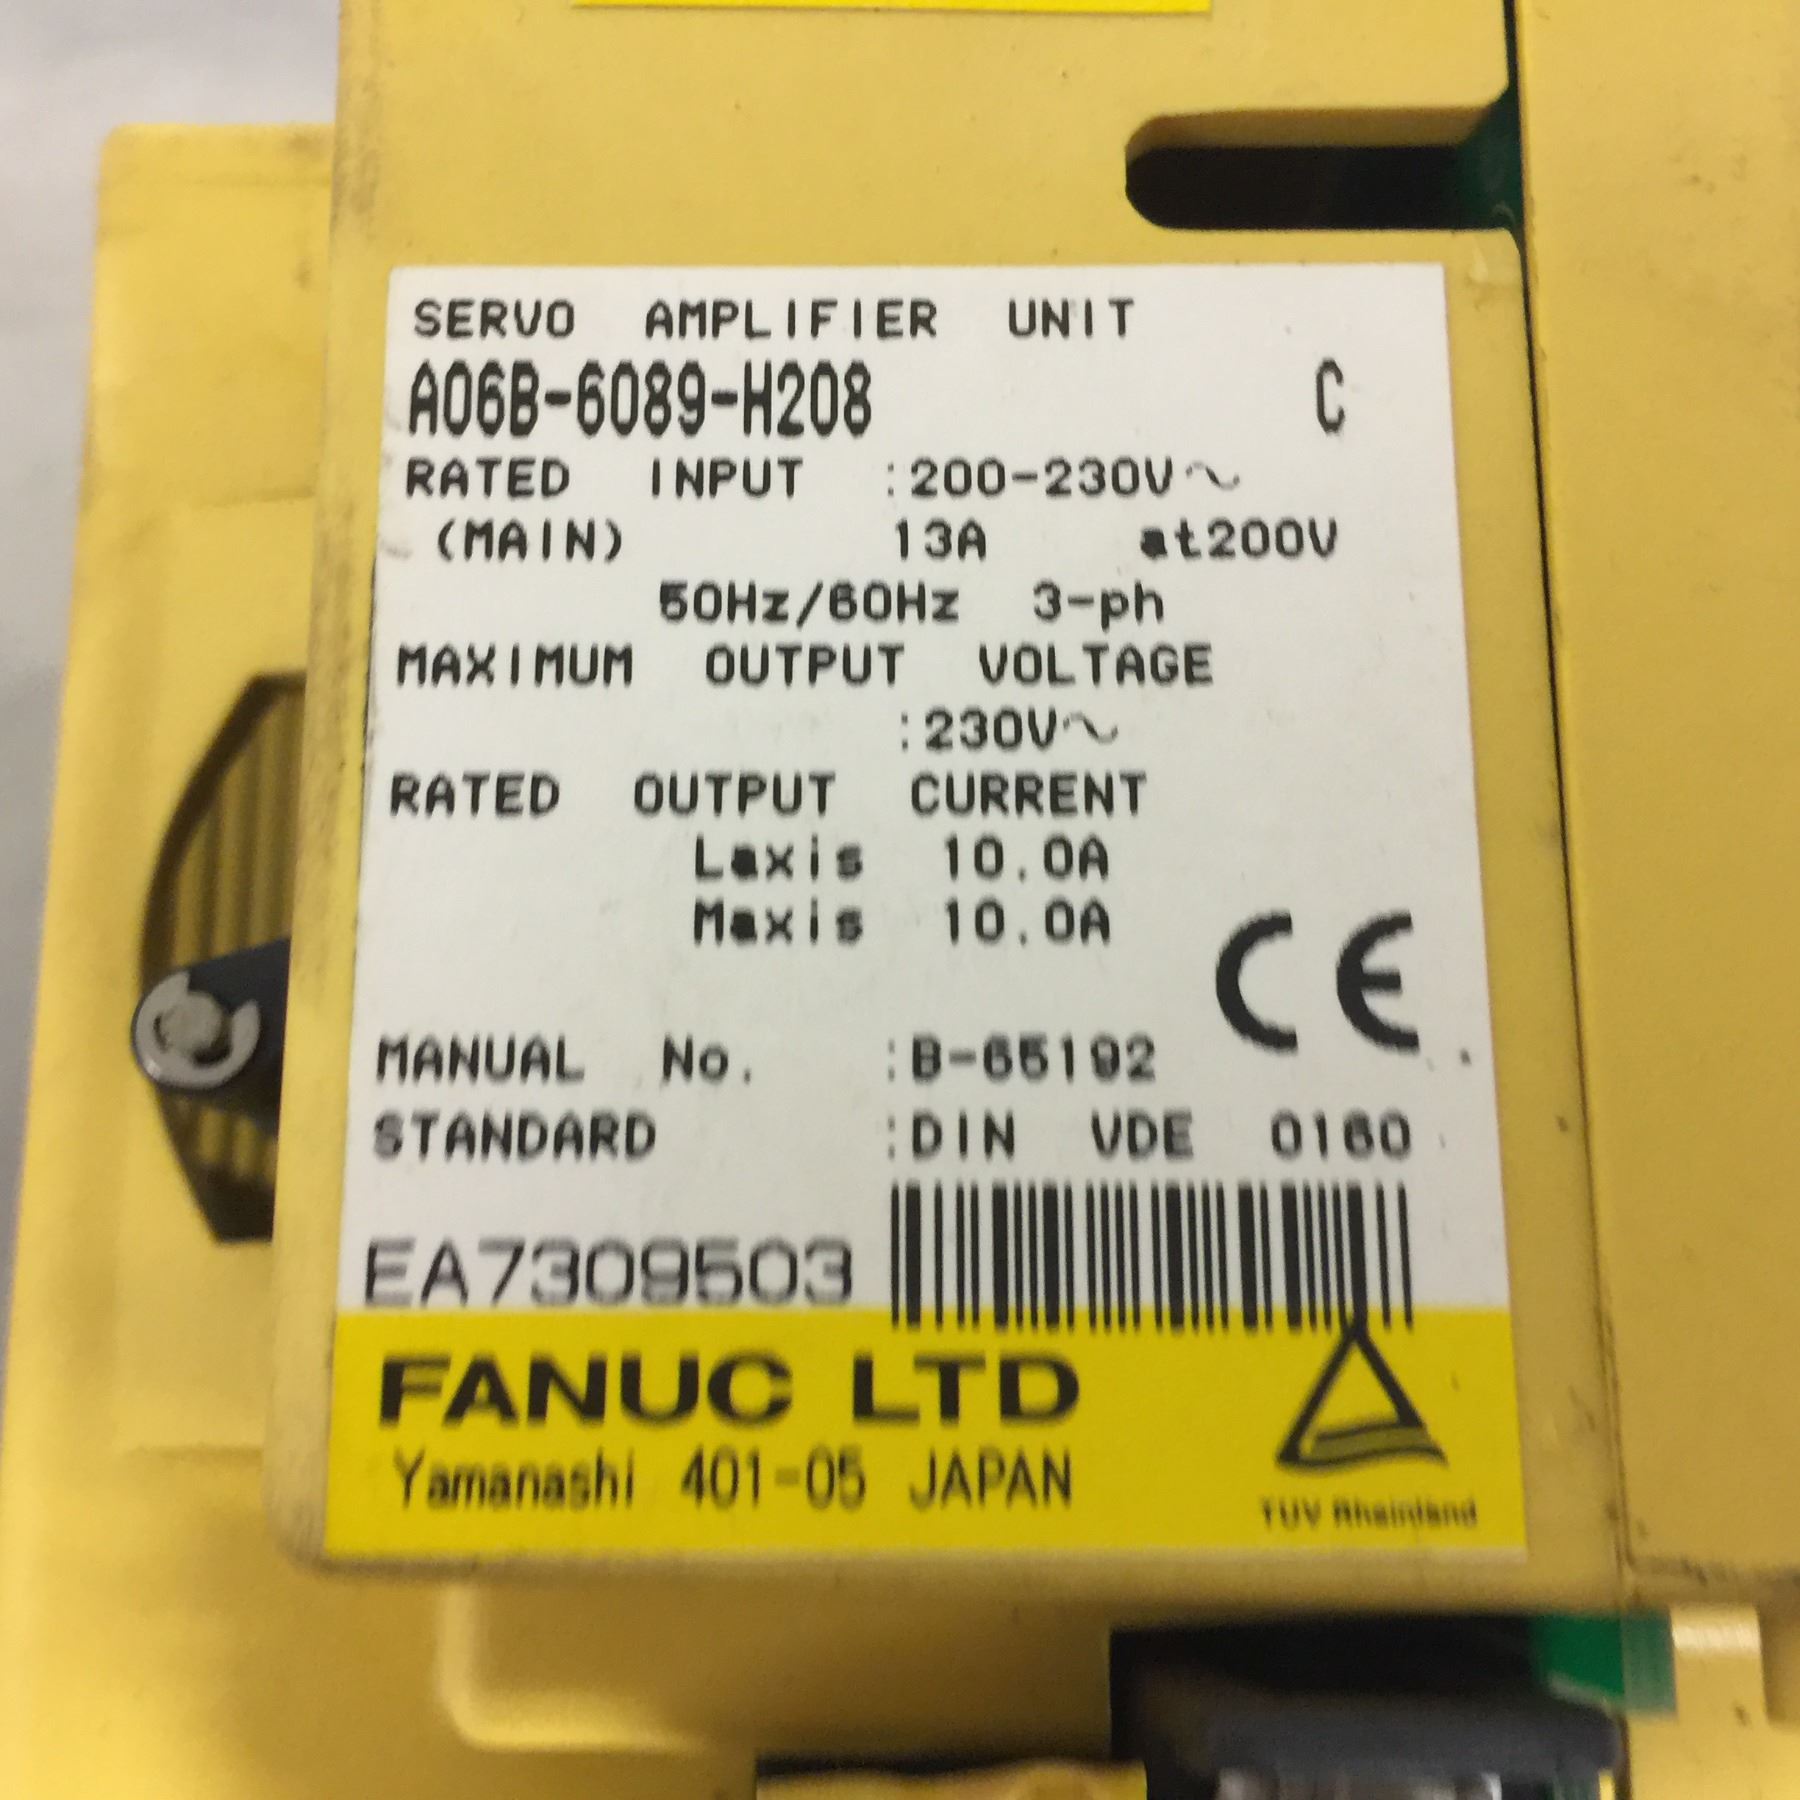 SERVO AMPLIFIER UNIT
A06B-6089-H208 C
RATED INPUT :200-230V~
(MAIN) 13A at200V
50Hz/60Hz 3-ph
MAXIMUM OUTPUT VOLTAGE
:230V~
RATED OUTPUT CURRENT
Laxis 10.0A
Maxis 10.0A
CE
MANUAL No. :B-65192
STANDARD :DIN VDE 0160
EA7309503
FANUC LTD
Yamanashi 401-05 JAPAN
TUV Rheinland